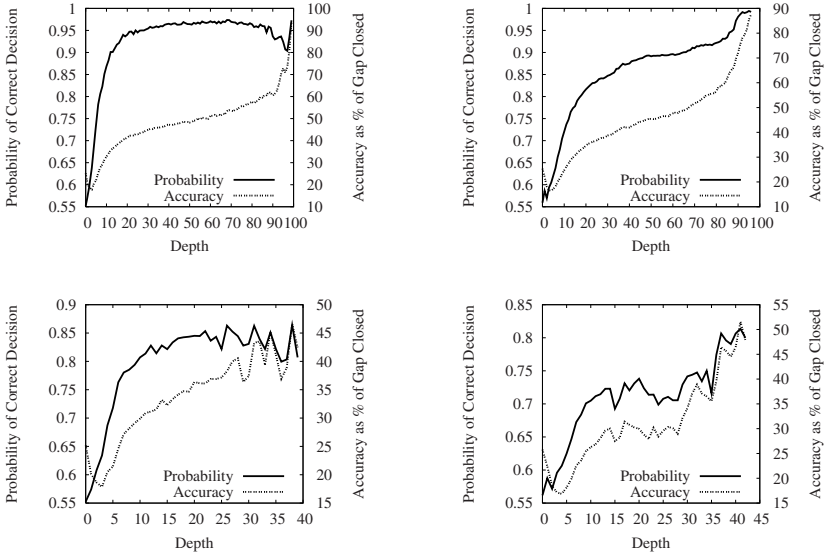 Probability of Correct Decision
1
0.95
0.9
0.85
0.8
0.75
0.7
0.65
0.6
0.55
0 10 20 30 40 50 60 70 80 90 100
Depth
100
90
80
70
60
50
40
30
20
10
Accuracy as % of Gap Closed
Probability
Accuracy
Probability of Correct Decision
1
0.95
0.9
0.85
0.8
0.75
0.7
0.65
0.6
0.55
0 10 20 30 40 50 60 70 80 90 100
Depth
90
80
70
60
50
40
30
20
10
Accuracy as % of Gap Closed
Probability
Accuracy
Probability of Correct Decision
0.9
0.85
0.8
0.75
0.7
0.65
0.6
0.55
0 5 10 15 20 25 30 35 40
Depth
50
45
40
35
30
25
20
15
Accuracy as % of Gap Closed
Probability
Accuracy
Probability of Correct Decision
0.85
0.8
0.75
0.7
0.65
0.6
0.55
0 5 10 15 20 25 30 35 40 45
Depth
55
50
45
40
35
30
25
20
15
Accuracy as % of Gap Closed
Probability
Accuracy